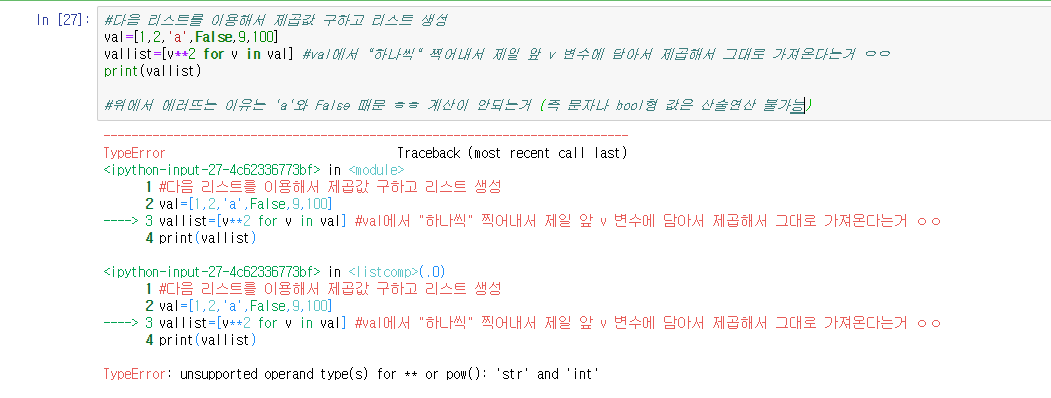 In [27]: #다음 리스트를 이용해서 제곱값 구하고 리스트 생성
val=[1,2,'a',False,9,100]
vallist=[v**2 for v in val] #val에서 "하나씩" 찍어내서 제일 앞 v 변수에 담아서 제곱해서 그대로 가져온다는거 ㅇㅇ
print(vallist)
#위에서 에러뜨는 이유는 'a'와 False 때문 ㅎㅎ 계산이 안되는거 (즉 문자나 bool형 값은 산술연산 불가능)
---------------------------------------------------------------------------
TypeError Traceback (most recent call last)
<ipython-input-27-4c62336773bf> in <module>
1 #다음 리스트를 이용해서 제곱값 구하고 리스트 생성
2 val=[1,2,'a',False,9,100]
----> 3 vallist=[v**2 for v in val] #val에서 "하나씩" 찍어내서 제일 앞 v 변수에 담아서 제곱해서 그대로 가져온다는거 ㅇㅇ
4 print(vallist)
<ipython-input-27-4c62336773bf> in <listcomp>(.0)
1 #다음 리스트를 이용해서 제곱값 구하고 리스트 생성
2 val=[1,2,'a',False,9,100]
----> 3 vallist=[v**2 for v in val] #val에서 "하나씩" 찍어내서 제일 앞 v 변수에 담아서 제곱해서 그대로 가져온다는거 ㅇㅇ
4 print(vallist)
TypeError: unsupported operand type(s) for ** or pow(): 'str' and 'int'